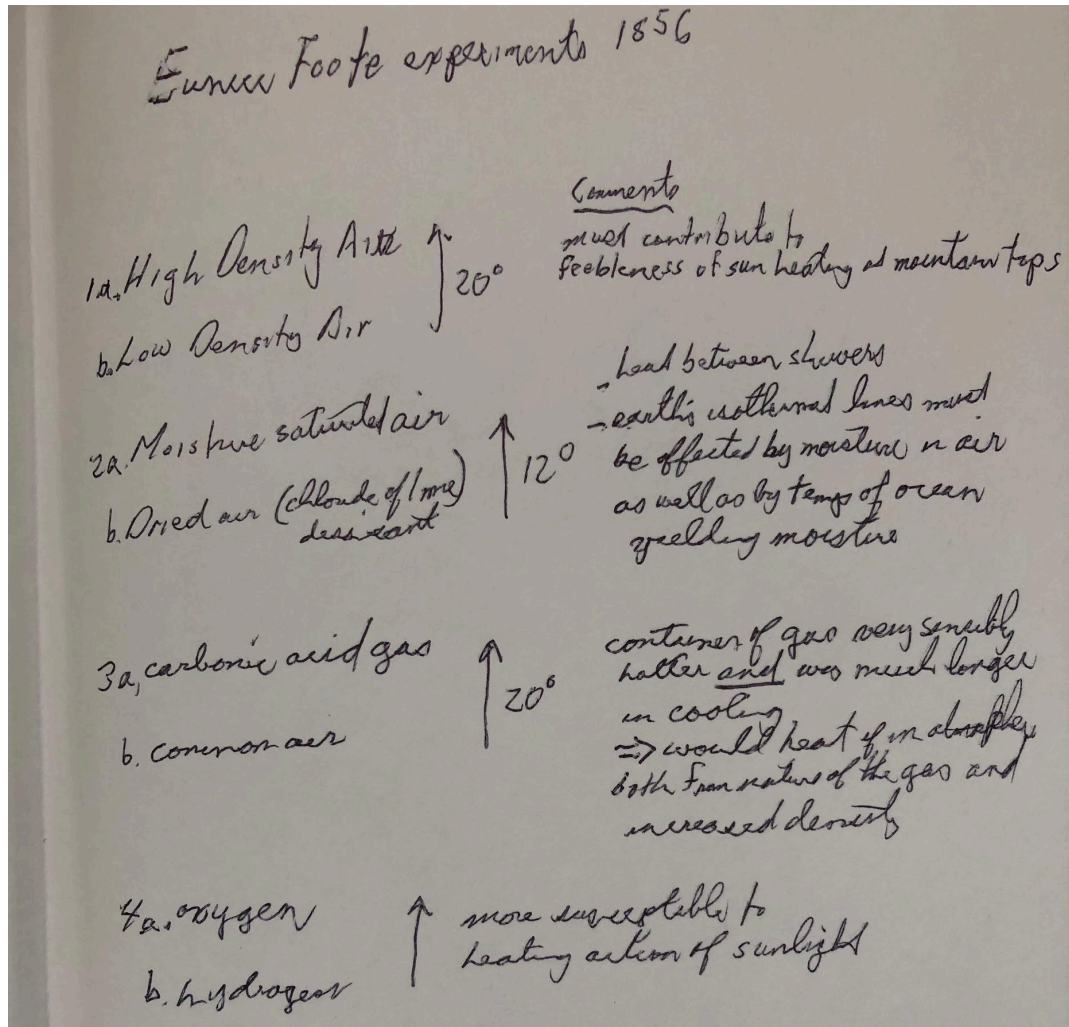 Eunice Foote experiments 1856
Comments
1a. High Density Air
20°
must contribute to
feebleness of sun heating at mountain tops
b. Low Density Air
2a. Moisture saturated air
12°
- heat between showers
- earth's isothermal lines must
be affected by moisture in air
as well as by temp of ocean
yielding moisture
b. Dried air (chloride of lime)
dessicant
3a, carbonic acid gas
20°
container of gas very sensibly
hotter and was much longer
in cooling
=> would heat if in atmosphere
both from nature of the gas and
increased density
b. common air
4a. oxygen
more susceptible to
heating action of sunlight
b. hydrogen